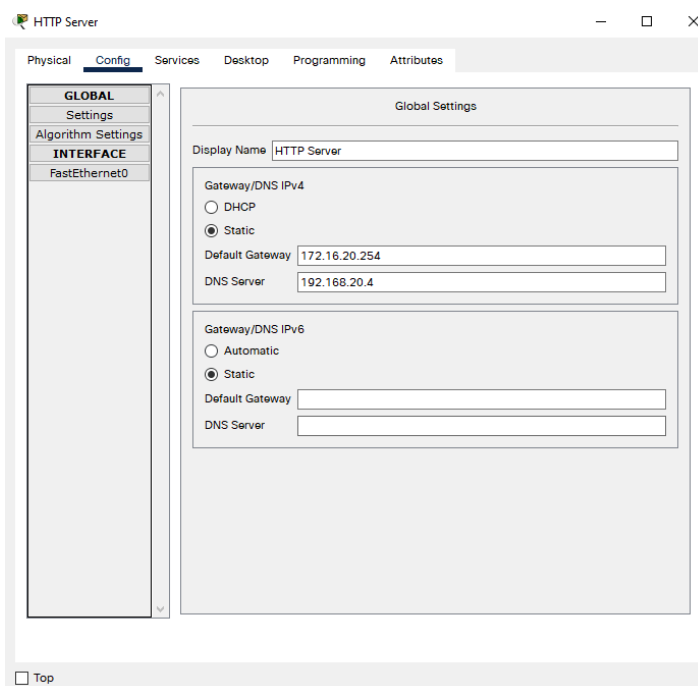 HTTP Server
Physical Config Services Desktop Programming Attributes
GLOBAL
Settings
Algorithm Settings
INTERFACE
FastEthernet0
Global Settings
Display Name HTTP Server
Gateway/DNS IPv4
DHCP
Static
Default Gateway 172.16.20.254
DNS Server 192.168.20.4
Gateway/DNS IPv6
Automatic
Static
Default Gateway
DNS Server
Top